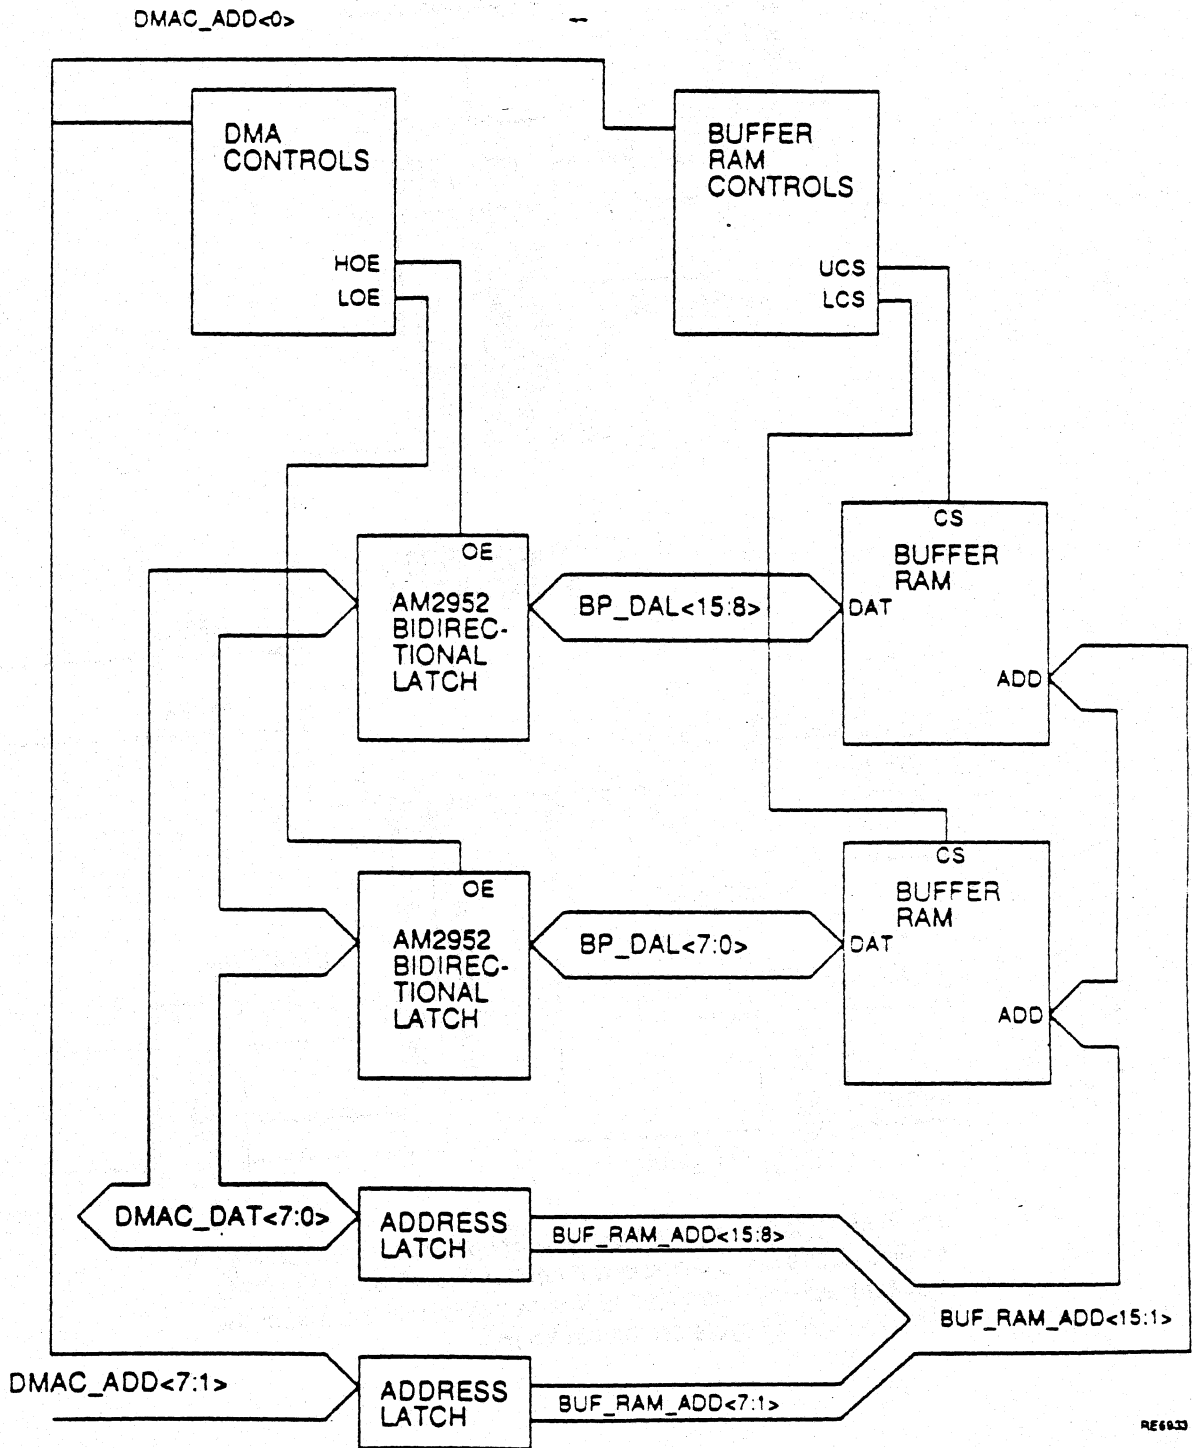 DMAC_ADD<0>
DMA
CONTROLS
HOE
LOE
BUFFER
RAM
CONTROLS
UCS
LCS
OE
AM2952
BIDIREC-
TIONAL
LATCH
BP_DAL<15:8>
CS
BUFFER
RAM
DAT
ADD
OE
AM2952
BIDIREC-
TIONAL
LATCH
BP_DAL<7:0>
CS
BUFFER
RAM
DAT
ADD
DMAC_DAT<7:0>
ADDRESS
LATCH
BUF_RAM_ADD<15:8>
BUF_RAM_ADD<15:1>
DMAC_ADD<7:1>
ADDRESS
LATCH
BUF_RAM_ADD<7:1>